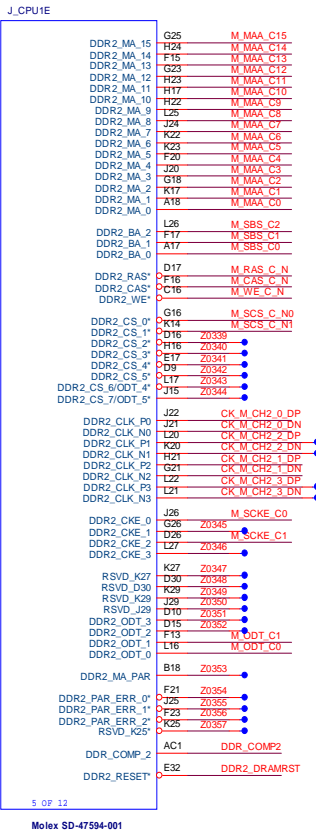 J_CPU1E
DDR2_MA_15 G25 M_MAA_C15
DDR2_MA_14 H24 M_MAA_C14
DDR2_MA_13 F15 M_MAA_C13
DDR2_MA_12 G23 M_MAA_C12
DDR2_MA_11 H23 M_MAA_C11
DDR2_MA_10 H17 M_MAA_C10
DDR2_MA_9 H22 M_MAA_C9
DDR2_MA_8 L25 M_MAA_C8
DDR2_MA_7 J24 M_MAA_C7
DDR2_MA_6 K22 M_MAA_C6
DDR2_MA_5 K23 M_MAA_C5
DDR2_MA_4 F20 M_MAA_C4
DDR2_MA_3 J20 M_MAA_C3
DDR2_MA_2 G18 M_MAA_C2
DDR2_MA_1 K17 M_MAA_C1
DDR2_MA_0 A18 M_MAA_C0
DDR2_BA_2 L26 M_SBS_C2
DDR2_BA_1 F17 M_SBS_C1
DDR2_BA_0 A17 M_SBS_C0
DDR2_RAS* D17 M_RAS_C_N
DDR2_CAS* F16 M_CAS_C_N
DDR2_WE* C16 M_WE_C_N
DDR2_CS_0* G16 M_SCS_C_N0
DDR2_CS_1* K14 M_SCS_C_N1
DDR2_CS_2* D16 Z0339
DDR2_CS_3* H16 Z0340
DDR2_CS_4* E17 Z0341
DDR2_CS_5* D9 Z0342
DDR2_CS_6/ODT_4* L17 Z0343
DDR2_CS_7/ODT_5* J15 Z0344
DDR2_CLK_P0 J22 CK_M_CH2_0_DP
DDR2_CLK_N0 J21 CK_M_CH2_0_DN
DDR2_CLK_P1 L20 CK_M_CH2_2_DP
DDR2_CLK_N1 K20 CK_M_CH2_2_DN
DDR2_CLK_P2 H21 CK_M_CH2_1_DP
DDR2_CLK_N2 G21 CK_M_CH2_1_DN
DDR2_CLK_P3 L22 CK_M_CH2_3_DP
DDR2_CLK_N3 L21 CK_M_CH2_3_DN
DDR2_CKE_0 J26 M_SCKE_C0
DDR2_CKE_1 G26 Z0345
DDR2_CKE_2 D26 M_SCKE_C1
DDR2_CKE_3 L27 Z0346
RSVD_K27 K27 Z0347
RSVD_D30 D30 Z0348
RSVD_K29 K29 Z0349
RSVD_J29 J29 Z0350
DDR2_ODT_3 D10 Z0351
DDR2_ODT_2 D15 Z0352
DDR2_ODT_1 F13 M_ODT_C1
DDR2_ODT_0 L16 M_ODT_C0
DDR2_MA_PAR B18 Z0353
DDR2_PAR_ERR_0* F21 Z0354
DDR2_PAR_ERR_1* J25 Z0355
DDR2_PAR_ERR_2* F23 Z0356
RSVD_K25* K25 Z0357
DDR_COMP_2 AC1 DDR_COMP2
DDR2_RESET* E32 DDR2_DRAMRST
5 OF 12
Molex SD-47594-001